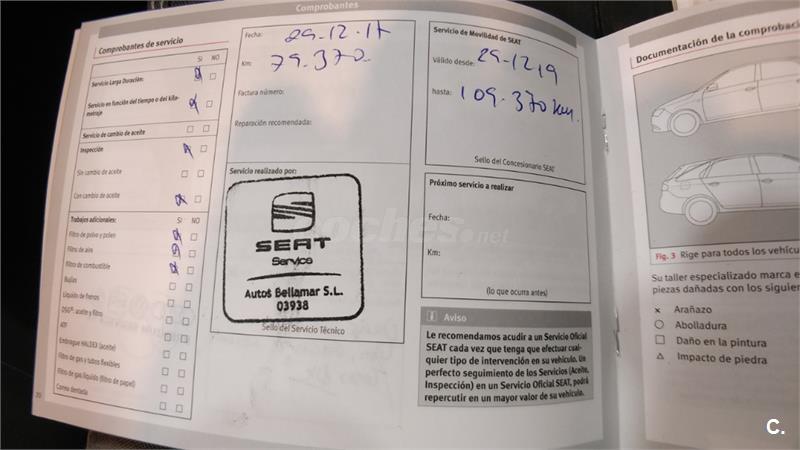 Comprobantes
Comprobantes de servicio
SI NO
Servicio Larga Duración:
Servicio en función del tiempo o del kilo-
metraje
Servicio de cambio de aceite
Inspección
Sin cambio de aceite
Con cambio de aceite
Trabajos adicionales:
SI NO
Filtro de polvo y polen
Filtro de aire
Filtro de combustible
Bujías
Líquido de frenos
DSG®: aceite y filtro
ATF
Embrague HALDEX (aceite)
Filtro de gas y tubos flexibles
Filtro de gas líquido (filtro de papel)
Correa dentada
20
Fecha: 29.12.17
Km: 79.370
Factura número:
Reparación recomendada:
Servicio realizado por:
SEAT
Service
Autos Bellamar S.L.
03938
Sello del Servicio Técnico
Servicio de Movilidad de SEAT
Válido desde: 29.12.19
hasta: 109.370 km.
Sello del Concesionario SEAT
Próximo servicio a realizar
Fecha:
Km:
(lo que ocurra antes)
i Aviso
Le recomendamos acudir a un Servicio Oficial
SEAT cada vez que tenga que efectuar cual-
quier tipo de intervención en su vehículo. Un
perfecto seguimiento de los Servicios (Aceite,
Inspección) en un Servicio Oficial SEAT, podrá
repercutir en un mayor valor de su vehículo.
Documentación de la comprobaci
Fig. 3 Rige para todos los vehícu
Su taller especializado marca e
piezas dañadas con los siguien
× Arañazo
○ Abolladura
□ Daño en la pintura
△ Impacto de piedra
coches.net
C.